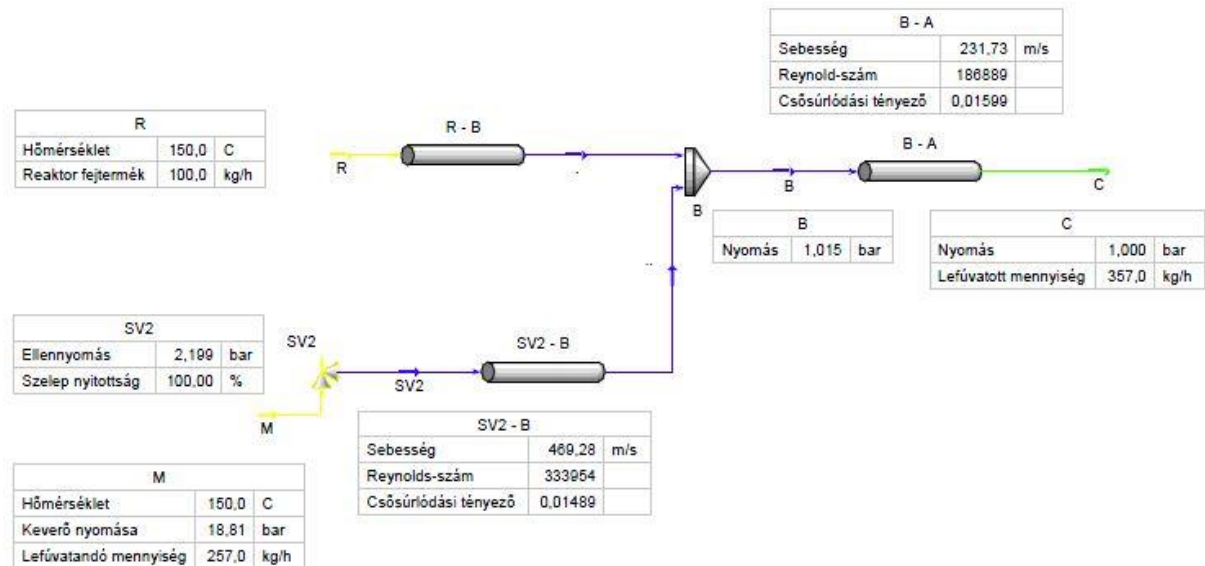 B - A
Sebesség 231,73 m/s
Reynold-szám 186889
Csősúrlódási tényező 0,01599
R
Hőmérséklet 150,0 C
Reaktor fejtermék 100,0 kg/h
R - B
R
B
B
B - A
C
B
Nyomás 1,015 bar
C
Nyomás 1,000 bar
Lefúvatott mennyiség 357,0 kg/h
SV2
Ellennyomás 2,199 bar
Szelep nyitottság 100,00 %
SV2
SV2
SV2 - B
M
SV2 - B
Sebesség 469,28 m/s
Reynolds-szám 333954
Csősúrlódási tényező 0,01489
M
Hőmérséklet 150,0 C
Keverő nyomása 18,81 bar
Lefúvatandó mennyiség 257,0 kg/h